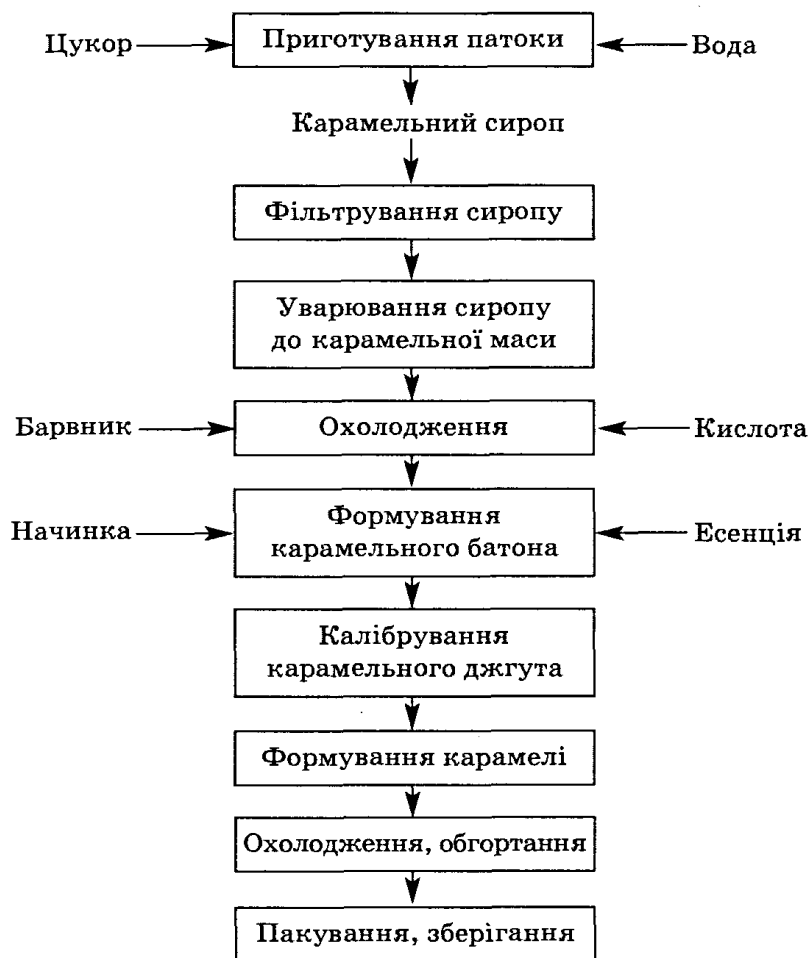 Цукор
Приготування патоки
Вода
Карамельний сироп
Фільтрування сиропу
Уварювання сиропу
до карамельної маси
Барвник
Охолодження
Кислота
Начинка
Формування
карамельного батона
Есенція
Калібрування
карамельного джгута
Формування карамелі
Охолодження, обгортання
Пакування, зберігання